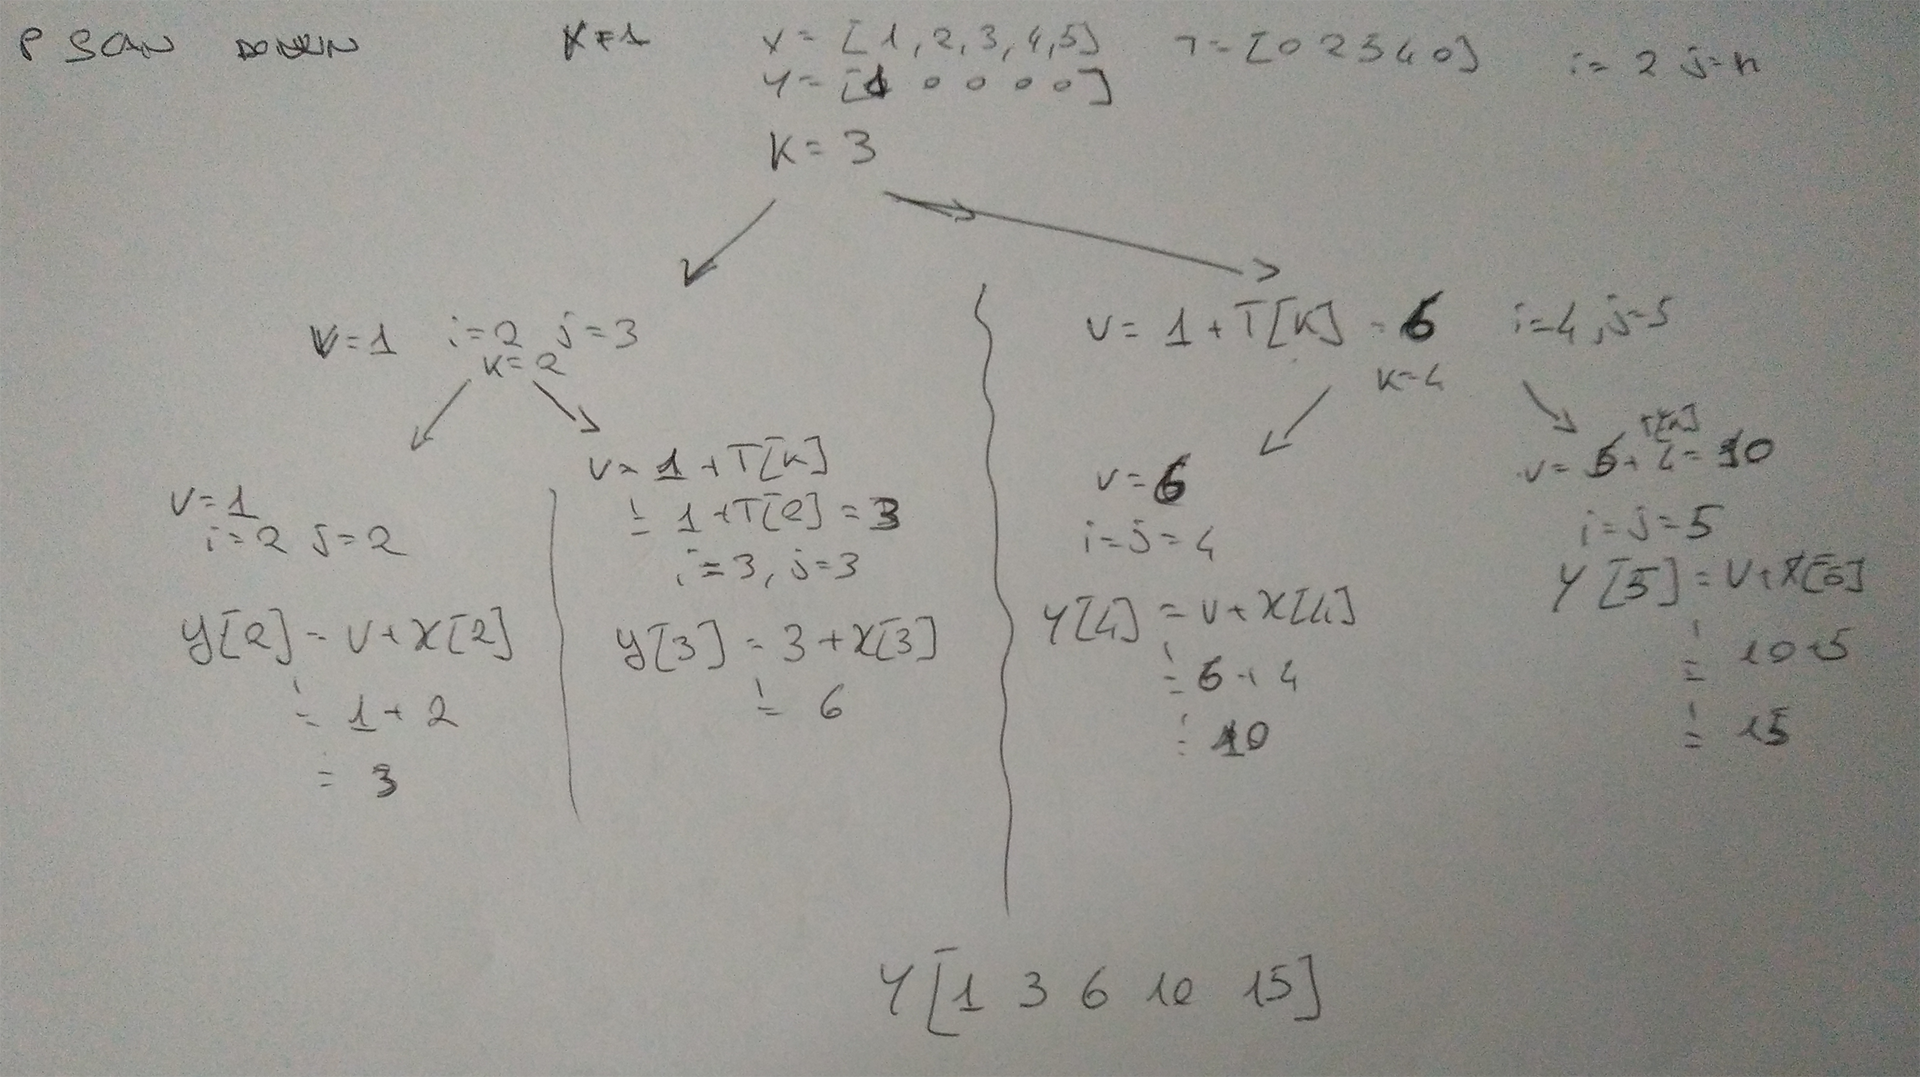 P SCAN DOWN
V=1 X=[1,2,3,4,5] T=[0 2 5 4 0] i=2 j=n
Y=[1 0 0 0 0]
K=3
V=1 i=2 j=3
K=2
V=1+T[K]=6 i=4,j=5
K=4
V=1
i=2 j=2
Y[2]=V+X[2]
=1+2
=3
V=1+T[K]
=1+T[2]=3
i=3, j=3
Y[3]=3+X[3]
=6
V=6
i=j=4
Y[4]=V+X[4]
=6+4
=10
T[K]
V=6+4=10
i=j=5
Y[5]=V+X[5]
=10+5
=15
Y[1 3 6 10 15]